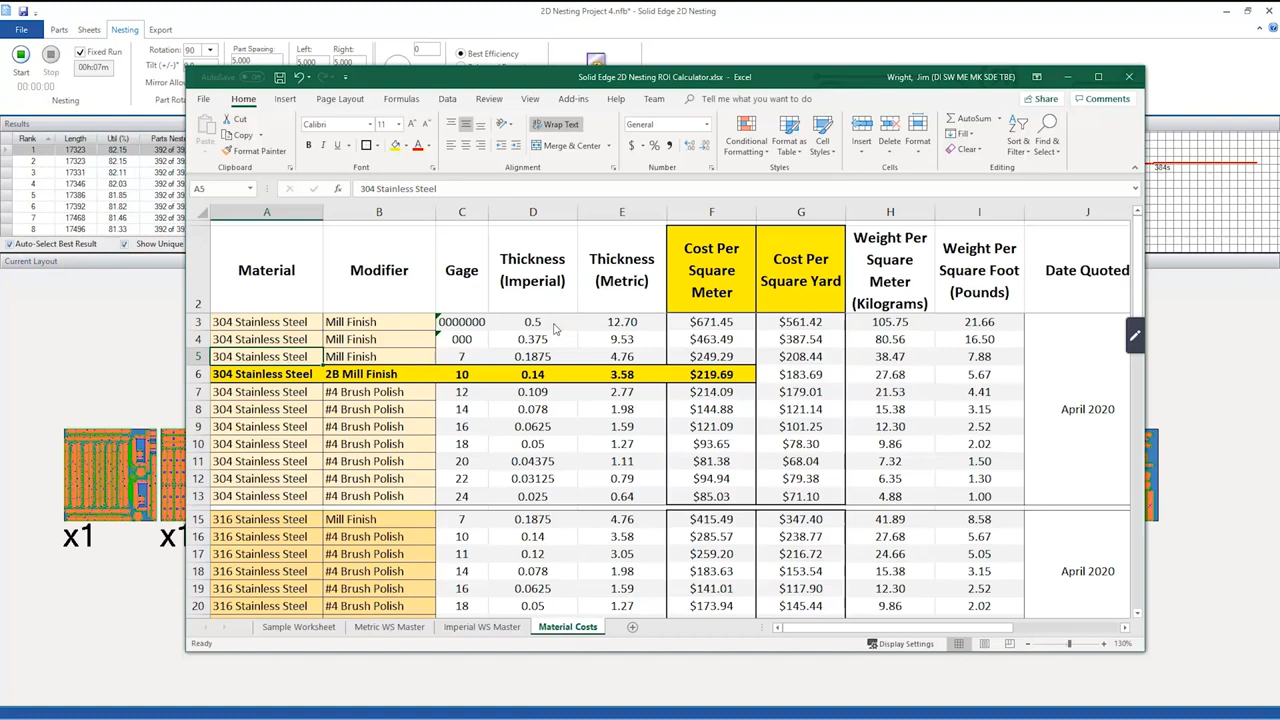 2D Nesting Project 4.nfb* - Solid Edge 2D Nesting
File Parts Sheets Nesting Export
Start
Stop
Fixed Run
00h:07m
00:00:00
Nesting
Rotation: 90
Tilt (+/-)°
Mirror Allow
Part Rot
Part Spacing:
5.000
Left:
5.000
Right:
5.000
0
Best Efficiency
Results
Rank Length Util (%) Parts Neste
1 17323 82.15 392 of 39
2 17323 82.15 392 of 39
3 17331 82.11 392 of 39
4 17346 82.03 392 of 39
5 17386 81.85 392 of 39
6 17392 81.82 392 of 39
7 17468 81.46 392 of 39
8 17496 81.33 392 of 39
Auto-Select Best Result Show Unique
Current Layout
384s
x1 x1
AutoSave Off
Solid Edge 2D Nesting ROI Calculator.xlsx - Excel
Wright, Jim (DI SW ME MK SDE TBE)
File Home Insert Page Layout Formulas Data Review View Add-ins Help Team Tell me what you want to do Share Comments
Paste
Cut
Copy
Format Painter
Clipboard
Calibri 11
B I U
Font
Wrap Text
Merge & Center
Alignment
General
$ % ,
Number
Conditional Formatting
Format as Table
Cell Styles
Styles
Insert Delete Format
Cells
AutoSum
Fill
Clear
Sort & Filter
Find & Select
Editing
A5 fx 304 Stainless Steel
A B C D E F G H I J
2 Material Modifier Gage Thickness (Imperial) Thickness (Metric) Cost Per Square Meter Cost Per Square Yard Weight Per Square Meter (Kilograms) Weight Per Square Foot (Pounds) Date Quoted
3 304 Stainless Steel Mill Finish 0000000 0.5 12.70 $671.45 $561.42 105.75 21.66
4 304 Stainless Steel Mill Finish 000 0.375 9.53 $463.49 $387.54 80.56 16.50
5 304 Stainless Steel Mill Finish 7 0.1875 4.76 $249.29 $208.44 38.47 7.88
6 304 Stainless Steel 2B Mill Finish 10 0.14 3.58 $219.69 $183.69 27.68 5.67
7 304 Stainless Steel #4 Brush Polish 12 0.109 2.77 $214.09 $179.01 21.53 4.41
8 304 Stainless Steel #4 Brush Polish 14 0.078 1.98 $144.88 $121.14 15.38 3.15 April 2020
9 304 Stainless Steel #4 Brush Polish 16 0.0625 1.59 $121.09 $101.25 12.30 2.52
10 304 Stainless Steel #4 Brush Polish 18 0.05 1.27 $93.65 $78.30 9.86 2.02
11 304 Stainless Steel #4 Brush Polish 20 0.04375 1.11 $81.38 $68.04 7.32 1.50
12 304 Stainless Steel #4 Brush Polish 22 0.03125 0.79 $94.94 $79.38 6.35 1.30
13 304 Stainless Steel #4 Brush Polish 24 0.025 0.64 $85.03 $71.10 4.88 1.00
15 316 Stainless Steel Mill Finish 7 0.1875 4.76 $415.49 $347.40 41.89 8.58
16 316 Stainless Steel #4 Brush Polish 10 0.14 3.58 $285.57 $238.77 27.68 5.67
17 316 Stainless Steel #4 Brush Polish 11 0.12 3.05 $259.20 $216.72 24.66 5.05
18 316 Stainless Steel #4 Brush Polish 14 0.078 1.98 $183.63 $153.54 15.38 3.15 April 2020
19 316 Stainless Steel #4 Brush Polish 16 0.0625 1.59 $141.01 $117.90 12.30 2.52
20 316 Stainless Steel #4 Brush Polish 18 0.05 1.27 $173.94 $145.44 9.86 2.02
Sample Worksheet Metric WS Master Imperial WS Master Material Costs
Ready Display Settings 130%